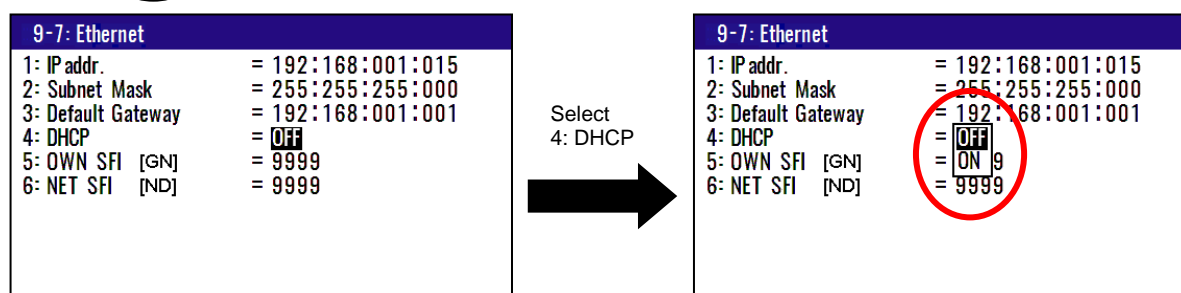 9-7: Ethernet
1: IP addr. = 192:168:001:015
2: Subnet Mask = 255:255:255:000
3: Default Gateway = 192:168:001:001
4: DHCP = OFF
5: OWN SFI [GN] = 9999
6: NET SFI [ND] = 9999
Select
4: DHCP
9-7: Ethernet
1: IP addr. = 192:168:001:015
2: Subnet Mask = 255:255:255:000
3: Default Gateway = 192:168:001:001
4: DHCP = OFF
5: OWN SFI [GN] = ON 9
6: NET SFI [ND] = 9999